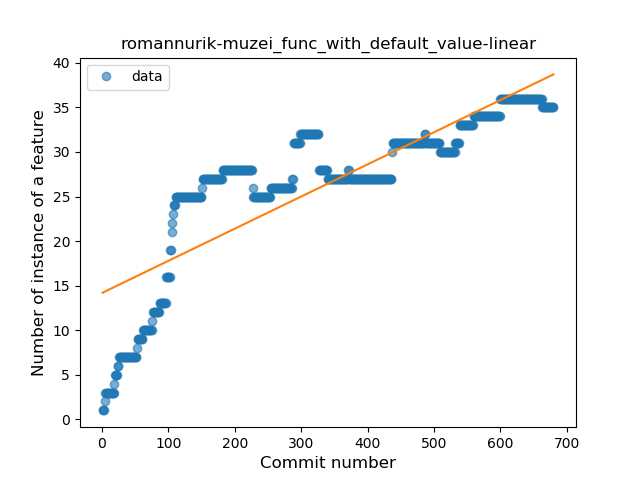 romannurik-muzei_func_with_default_value-linear
data
Number of instance of a feature
40
35
30
25
20
15
10
5
0
0 100 200 300 400 500 600 700
Commit number